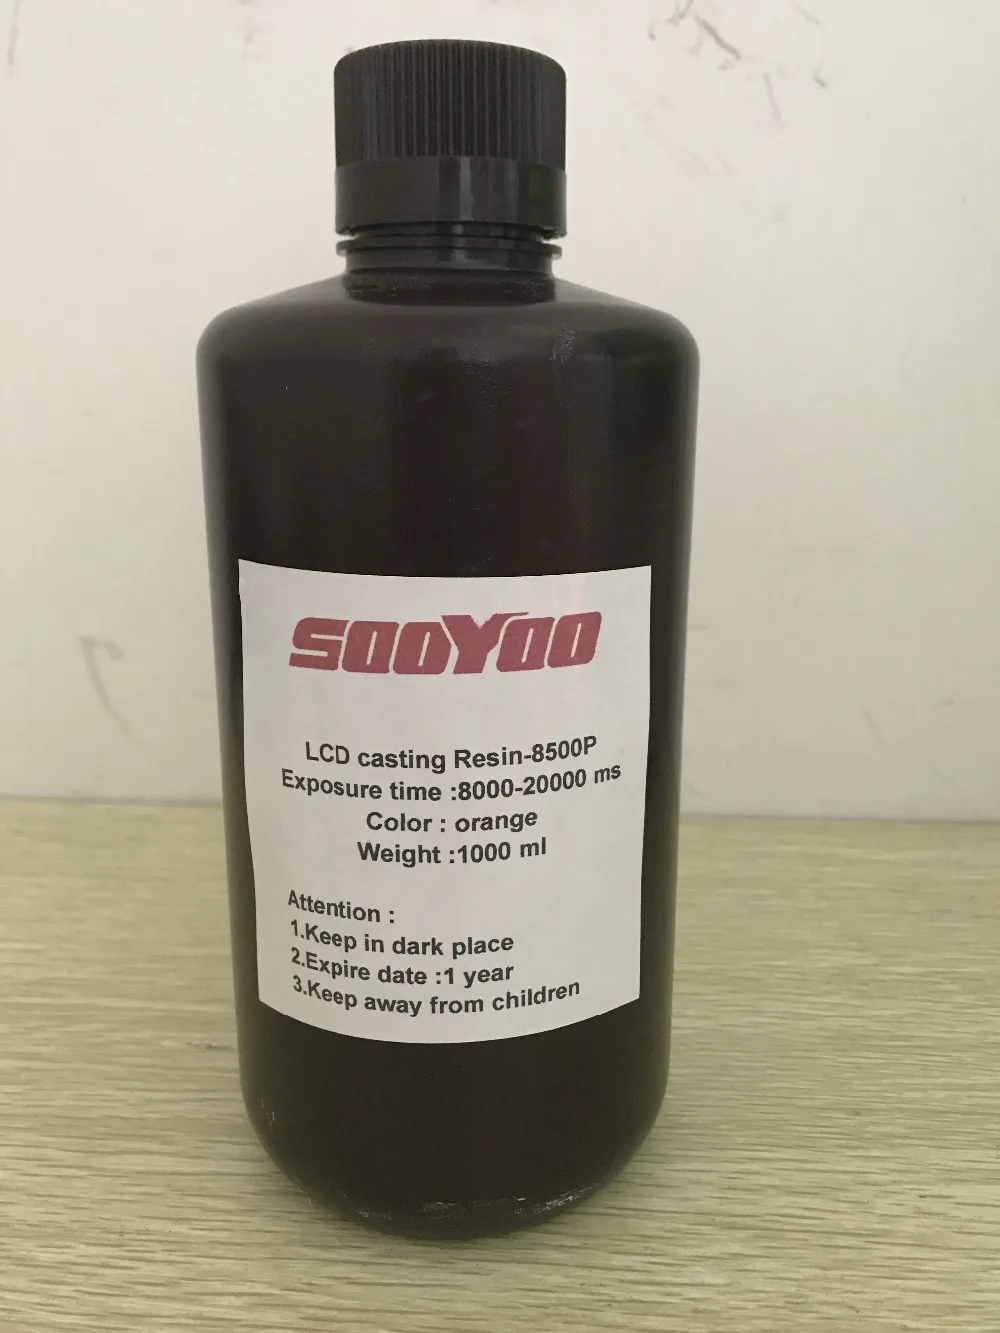 SOOYOO
LCD casting Resin-8500P
Exposure time :8000-20000 ms
Color : orange
Weight :1000 ml
Attention :
1.Keep in dark place
2.Expire date :1 year
3.Keep away from children